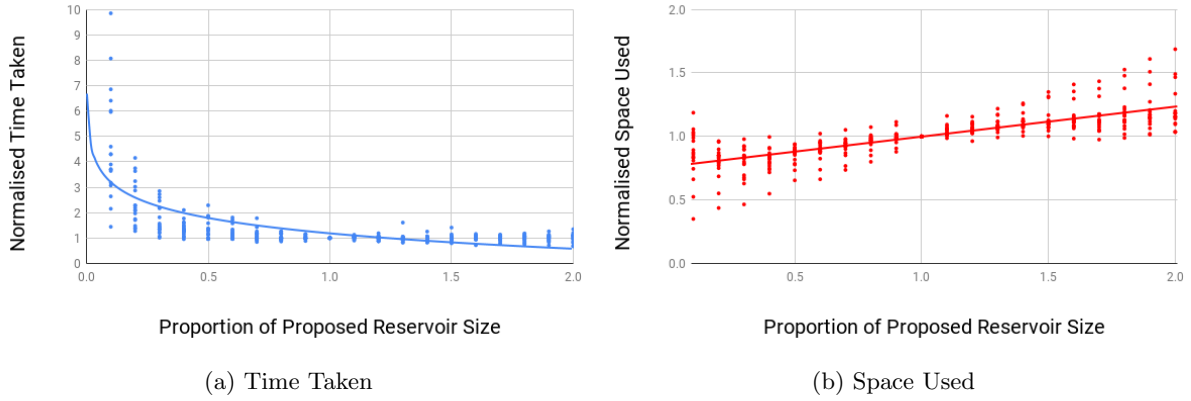 Normalised Time Taken
10
9
8
7
6
5
4
3
2
1
0
0.0 0.5 1.0 1.5 2.0
Proportion of Proposed Reservoir Size
(a) Time Taken
Normalised Space Used
2.0
1.5
1.0
0.5
0.0
0.5 1.0 1.5 2.0
Proportion of Proposed Reservoir Size
(b) Space Used